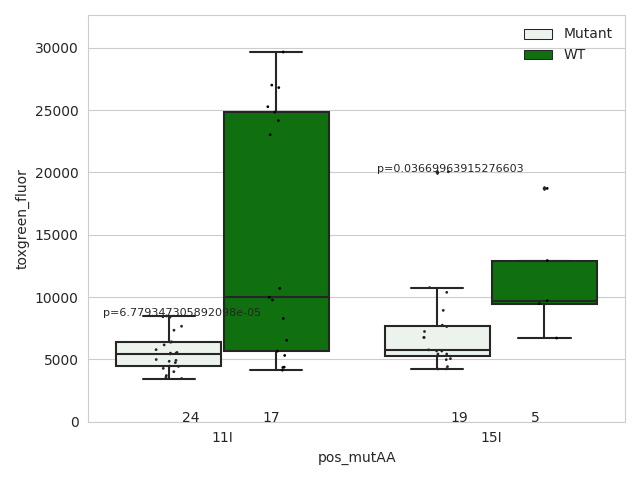 30000
25000
20000
15000
10000
5000
0
toxgreen_fluor
Mutant
WT
p=0.03669963915276603
p=6.779347305892098e-05
24
17
19
5
11I
15I
pos_mutAA